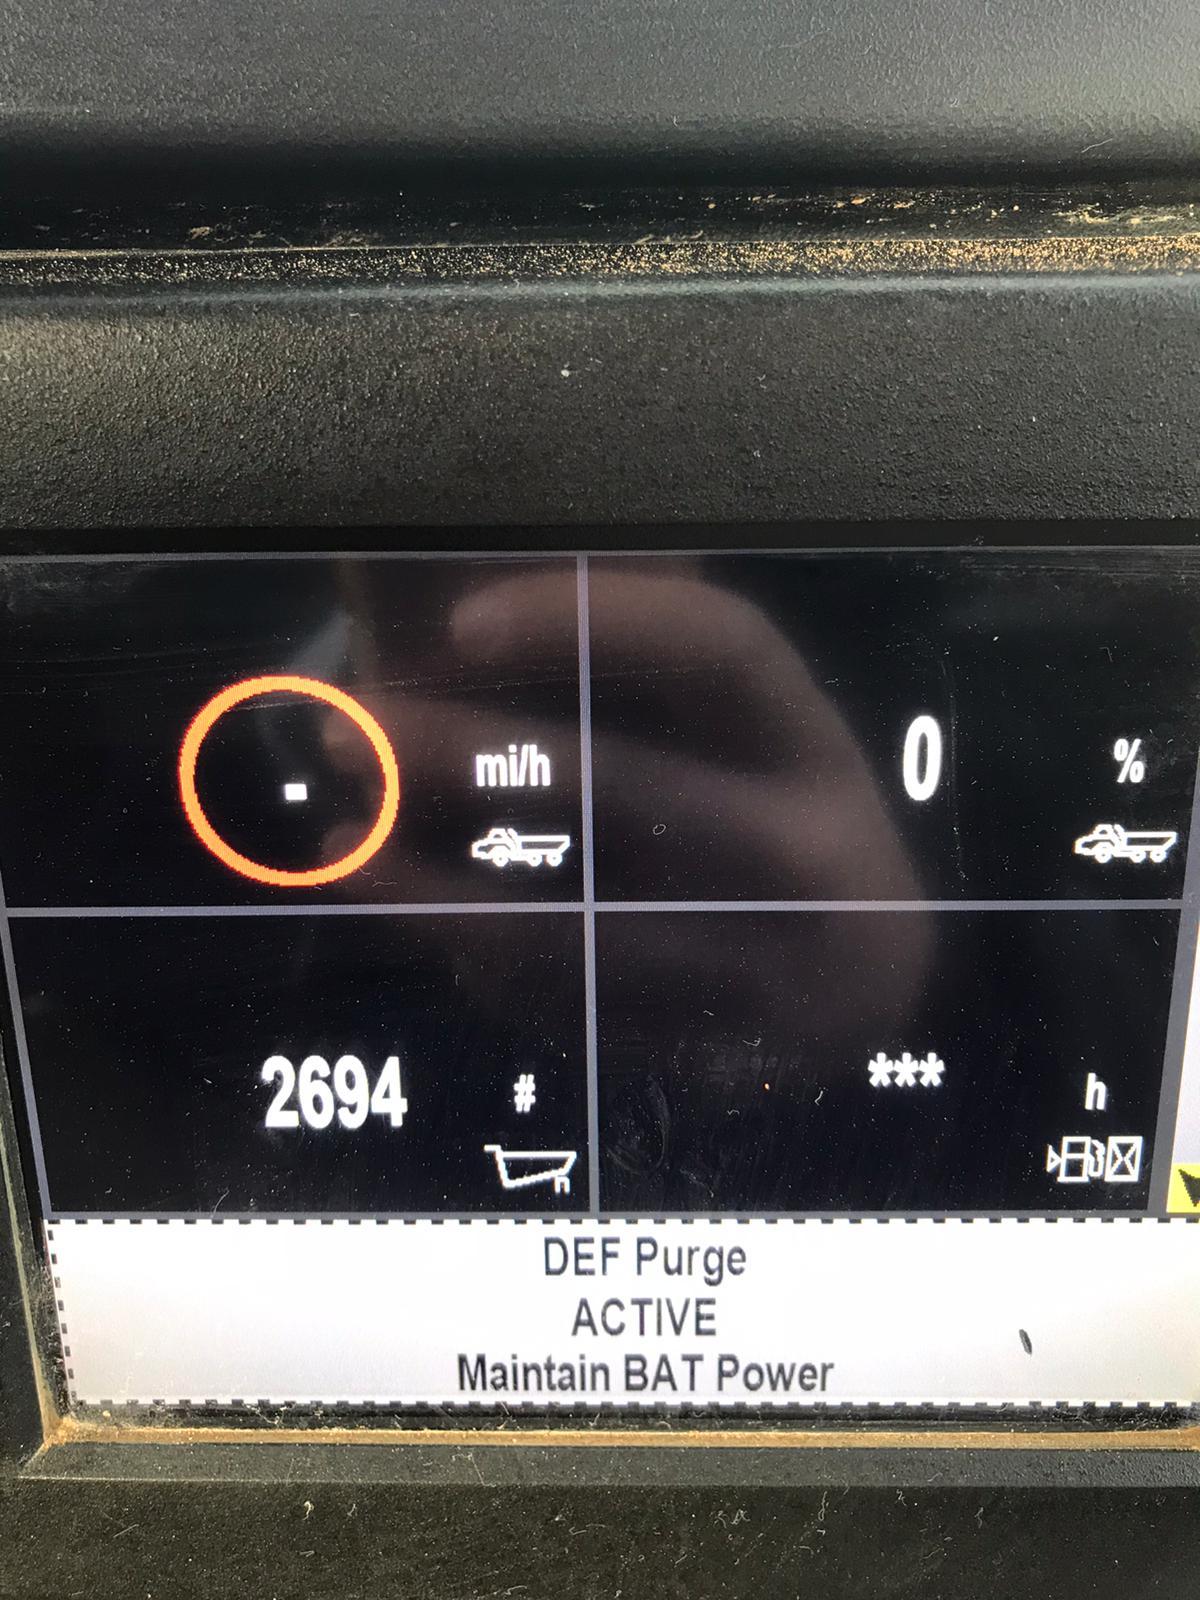 mi/h
0 %
2694 #
n
*** h
DEF Purge
ACTIVE
Maintain BAT Power